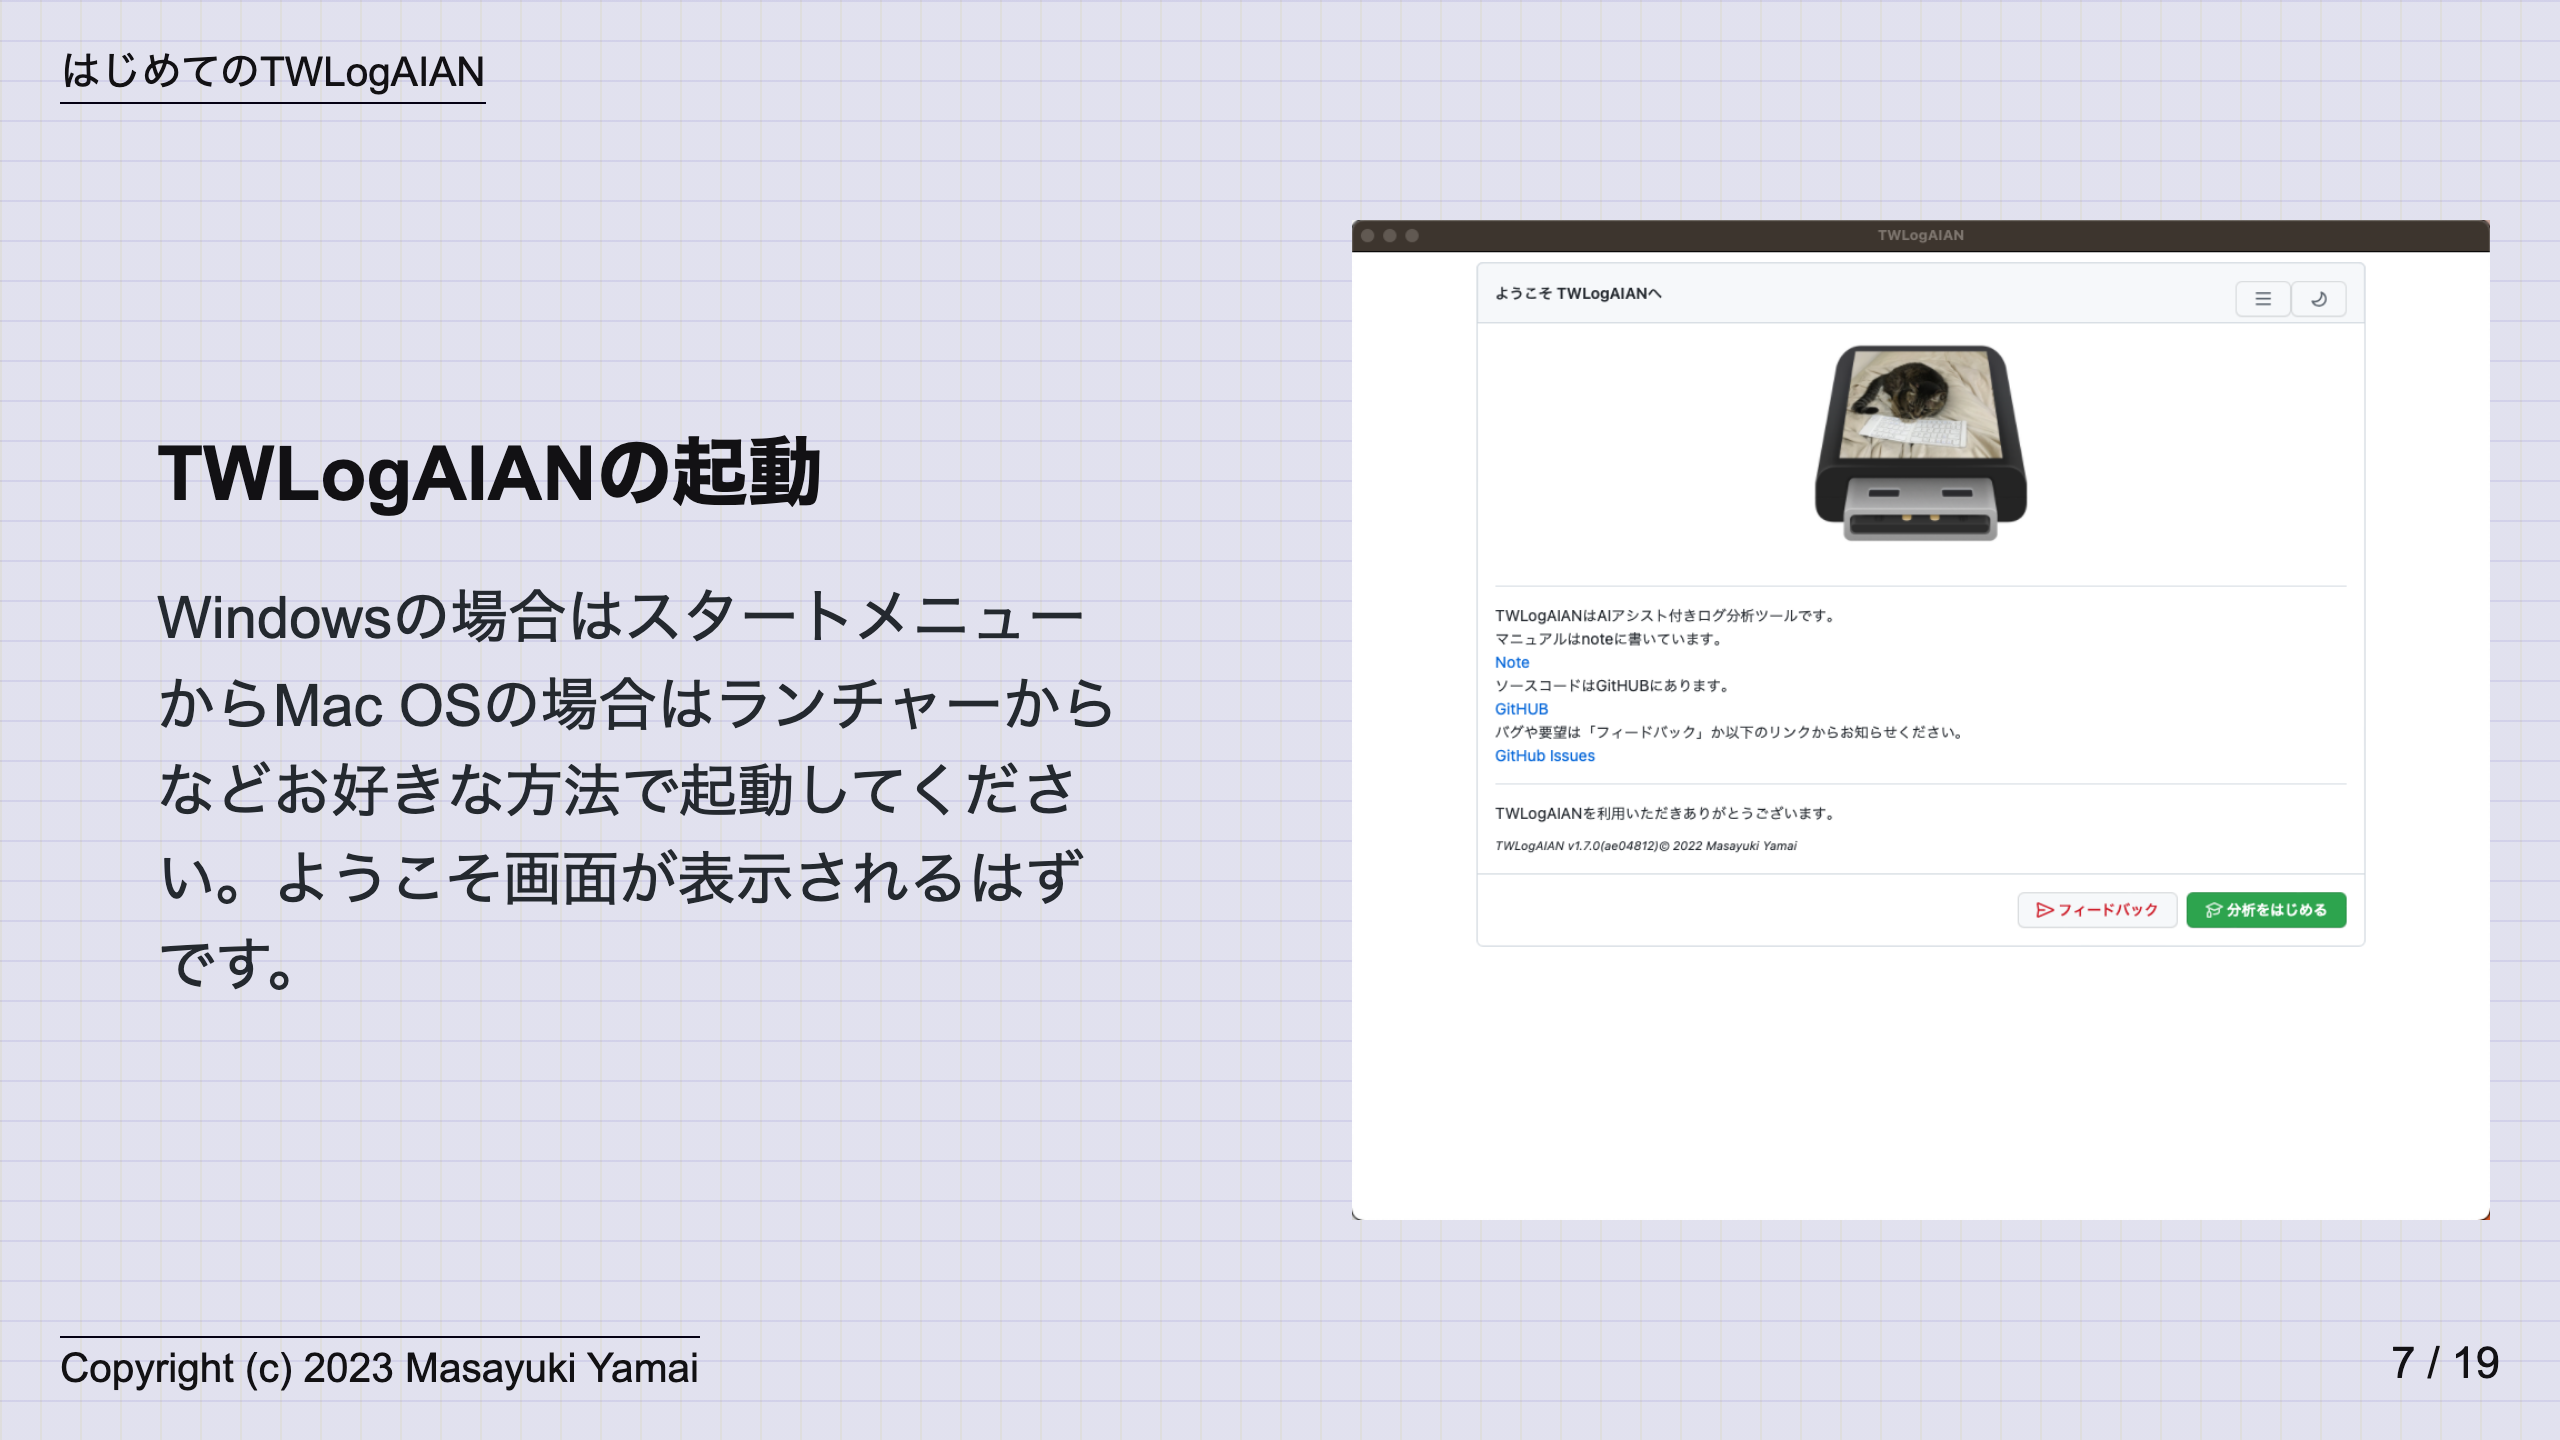 はじめてのTWLogAIAN
TWLogAIANの起動
Windowsの場合はスタートメニュー
からMac OSの場合はランチャーから
などお好きな方法で起動してくださ
い。ようこそ画面が表示されるはず
です。
TWLogAIAN
ようこそ TWLogAIANへ
TWLogAIANはAIアシスト付きログ分析ツールです。
マニュアルはnoteに書いています。
Note
ソースコードはGitHUBにあります。
GitHUB
バグや要望は「フィードバック」か以下のリンクからお知らせください。
GitHub Issues
TWLogAIANを利用いただきありがとうございます。
TWLogAIAN v1.7.0(ae04812)© 2022 Masayuki Yamai
フィードバック
分析をはじめる
Copyright (c) 2023 Masayuki Yamai
7 / 19